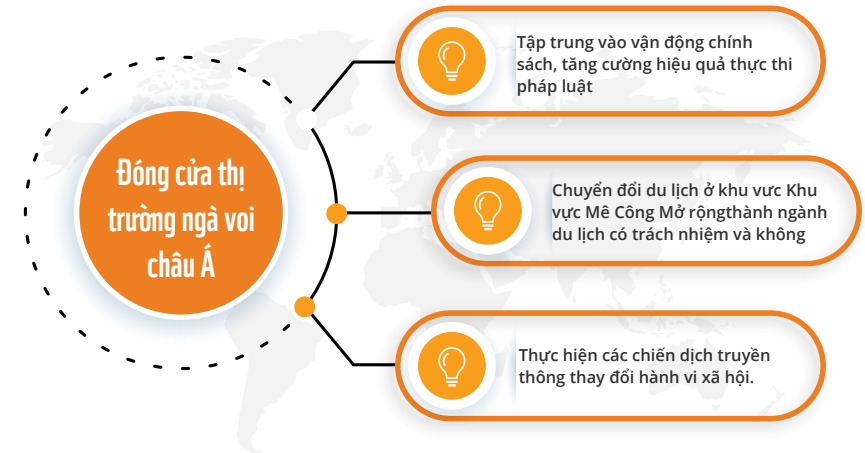 Đóng cửa thị
trường ngà voi
châu Á
Tập trung vào vận động chính
sách, tăng cường hiệu quả thực thi
pháp luật
Chuyển đổi du lịch ở khu vưc Khu
vực Mê Công Mở rộngthành ngành
du lịch có trách nhiệm và không
Thực hiện các chiến dịch truyền
thông thay đổi hành vi xã hội.